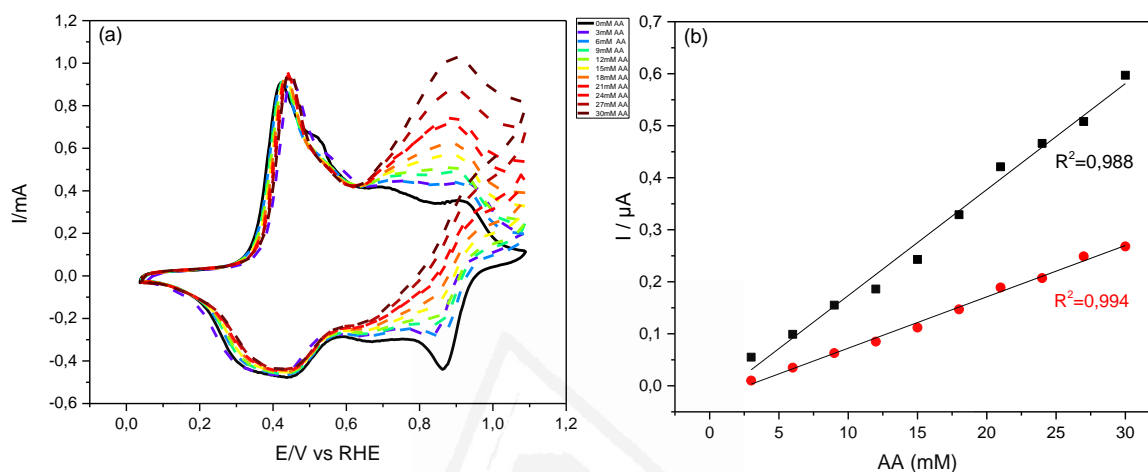 (a)
1,2
1,0
0,8
0,6
0,4
0,2
0,0
-0,2
-0,4
-0,6
I/mA
0,0
0,2
0,4
0,6
0,8
1,0
1,2
E/V vs RHE
0mM AA
3mM AA
6mM AA
9mM AA
12mM AA
15mM AA
18mM AA
21mM AA
24mM AA
27mM AA
30mM AA
(b)
0,7
0,6
0,5
0,4
0,3
0,2
0,1
0,0
I / µA
R²=0,988
R²=0,994
0
5
10
15
20
25
30
AA (mM)